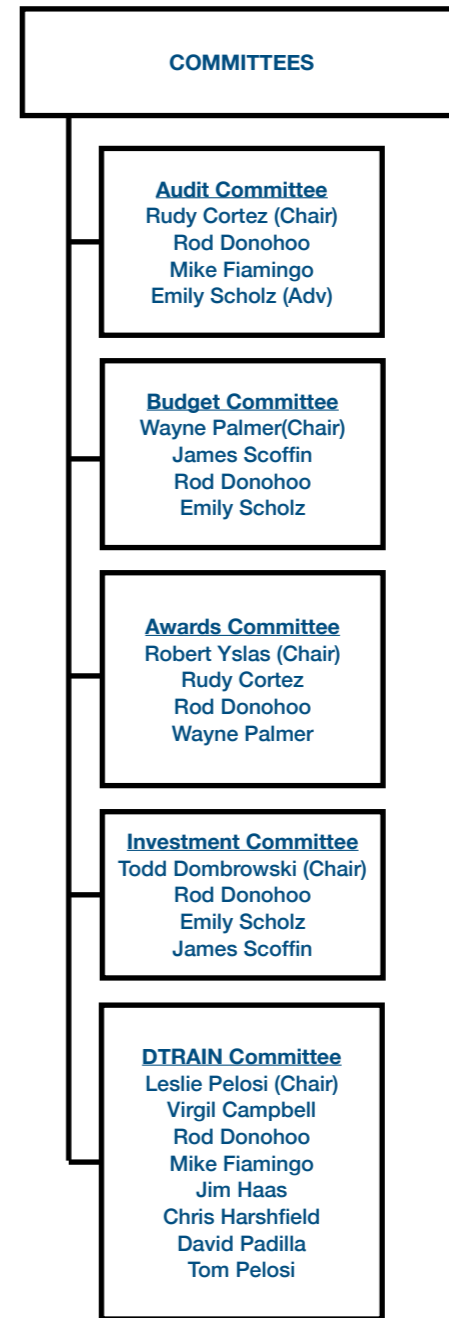 COMMITTEES
Audit Committee
Rudy Cortez (Chair)
Rod Donohoo
Mike Fiamingo
Emily Scholz (Adv)
Budget Committee
Wayne Palmer(Chair)
James Scoffin
Rod Donohoo
Emily Scholz
Awards Committee
Robert Yslas (Chair)
Rudy Cortez
Rod Donohoo
Wayne Palmer
Investment Committee
Todd Dombrowski (Chair)
Rod Donohoo
Emily Scholz
James Scoffin
DTRAIN Committee
Leslie Pelosi (Chair)
Virgil Campbell
Rod Donohoo
Mike Fiamingo
Jim Haas
Chris Harshfield
David Padilla
Tom Pelosi